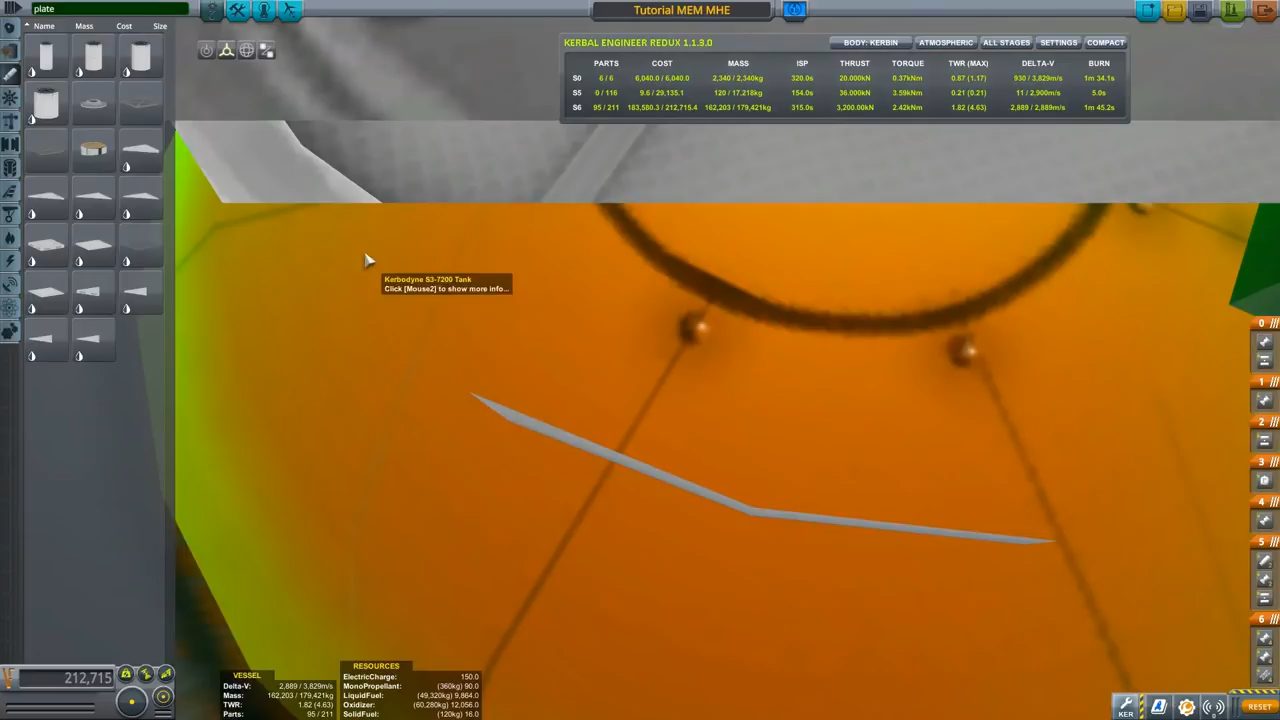 plate
Tutorial MEM MHE
Name Mass Cost Size
KERBAL ENGINEER REDUX 1.1.3.0 BODY: KERBIN ATMOSPHERIC ALL STAGES SETTINGS COMPACT
PARTS COST MASS ISP THRUST TORQUE TWR (MAX) DELTA-V BURN
S0 6 / 6 6,040.0 / 6,040.0 2,340 / 2,340kg 320.0s 20.000kN 0.37kNm 0.87 (1.17) 930 / 3,829m/s 1m 34.1s
S5 0 / 116 9.6 / 29,135.1 120 / 17.218kg 154.0s 36.000kN 3.59kNm 0.21 (0.21) 11 / 2,900m/s 5.0s
S6 95 / 211 183,580.3 / 212,715.4 162,203 / 179,421kg 315.0s 3,200.00kN 2.42kNm 1.82 (4.63) 2,889 / 2,889m/s 1m 45.2s
Kerbodyne S3-7200 Tank
Click [Mouse2] to show more info...
0
1
2
3
4
5
6
212,715
VESSEL
Delta-V: 2,889 / 3,829m/s
Mass: 162,203 / 179,421kg
TWR: 1.82 (4.63)
Parts: 95 / 211
RESOURCES
ElectricCharge: 150.0
MonoPropellant: (360kg) 90.0
LiquidFuel: (49,320kg) 9,864.0
Oxidizer: (60,280kg) 12,056.0
SolidFuel: (120kg) 16.0
KER
RESET